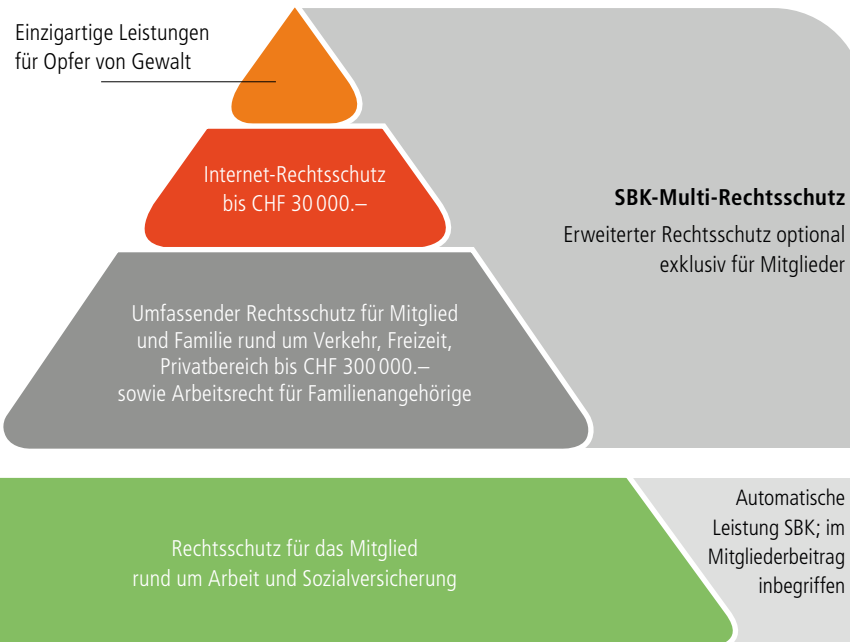 Einzigartige Leistungen
für Opfer von Gewalt
Internet-Rechtsschutz
bis CHF 30 000.–
SBK-Multi-Rechtsschutz
Erweiterter Rechtsschutz optional
exklusiv für Mitglieder
Umfassender Rechtsschutz für Mitglied
und Familie rund um Verkehr, Freizeit,
Privatbereich bis CHF 300 000.–
sowie Arbeitsrecht für Familienangehörige
Rechtsschutz für das Mitglied
rund um Arbeit und Sozialversicherung
Automatische
Leistung SBK; im
Mitgliederbeitrag
inbegriffen